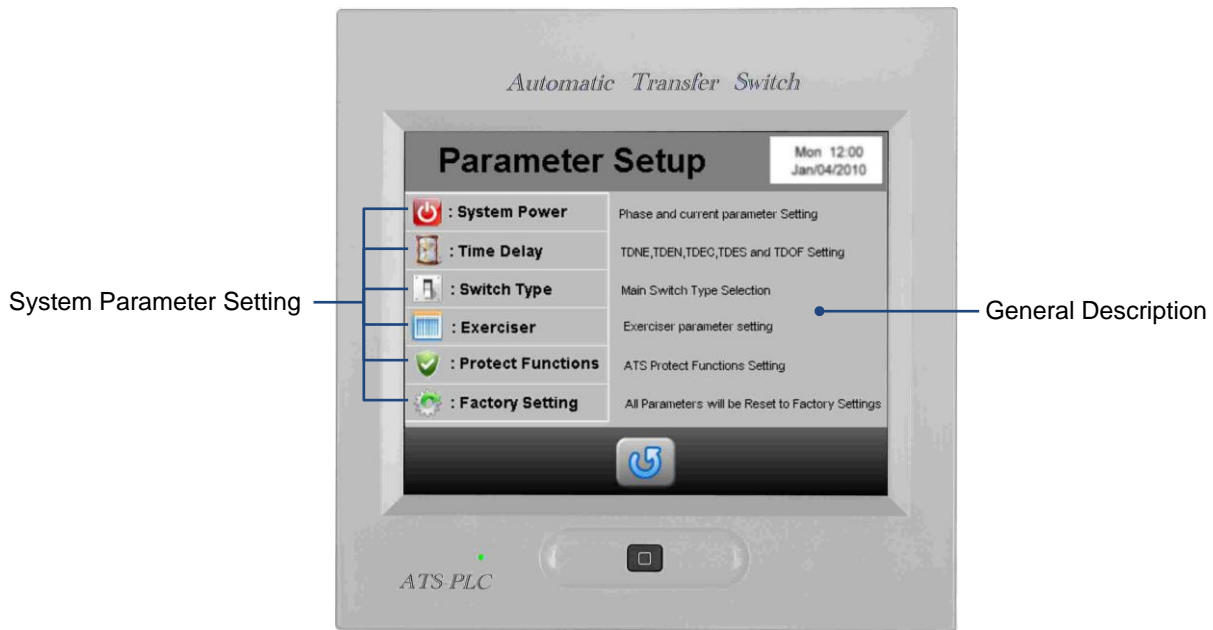 Automatic Transfer Switch
Parameter Setup
Mon 12:00
Jan/04/2010
: System Power
Phase and current parameter Setting
: Time Delay
TDNE,TDEN,TDEC,TDES and TDOF Setting
System Parameter Setting
: Switch Type
Main Switch Type Selection
General Description
: Exerciser
Exerciser parameter setting
: Protect Functions
ATS Protect Functions Setting
: Factory Setting
All Parameters will be Reset to Factory Settings
ATS-PLC